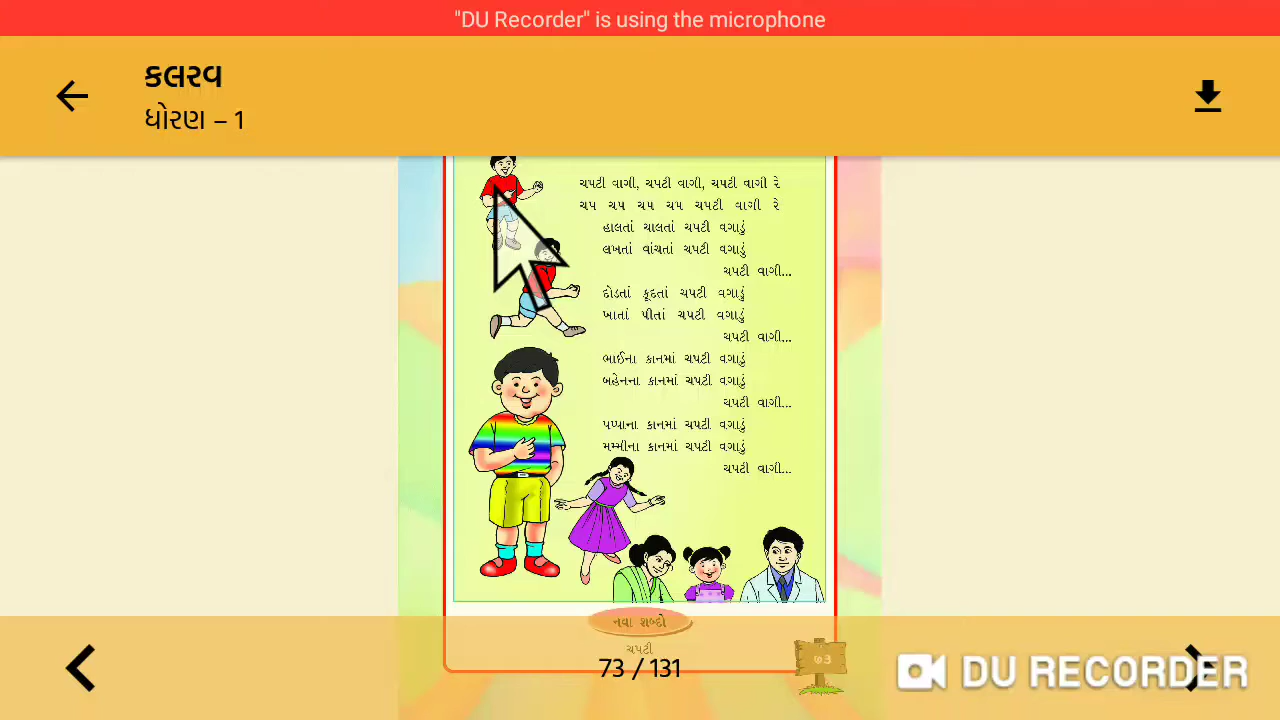 "DU Recorder" is using the microphone
કલરવ
ધોરણ – 1
ચપટી વાગી, ચપટી વાગી, ચપટી વાગી રે
ચપ ચપ ચપ ચપ ચપટી વાગી રે
હાલતાં ચાલતાં ચપટી વગાડું
લખતાં વાંચતાં ચપટી વગાડું
ચપટી વાગી...
દોડતાં કૂદતાં ચપટી વગાડું
ખાતાં પીતાં ચપટી વગાડું
ચપટી વાગી...
ભાઈના કાનમાં ચપટી વગાડું
બહેનના કાનમાં ચપટી વગાડું
ચપટી વાગી...
પપ્પાના કાનમાં ચપટી વગાડું
મમ્મીના કાનમાં ચપટી વગાડું
ચપટી વાગી...
નવા શબ્દો
ચપટી
73 / 131
૭૩
DU RECORDER